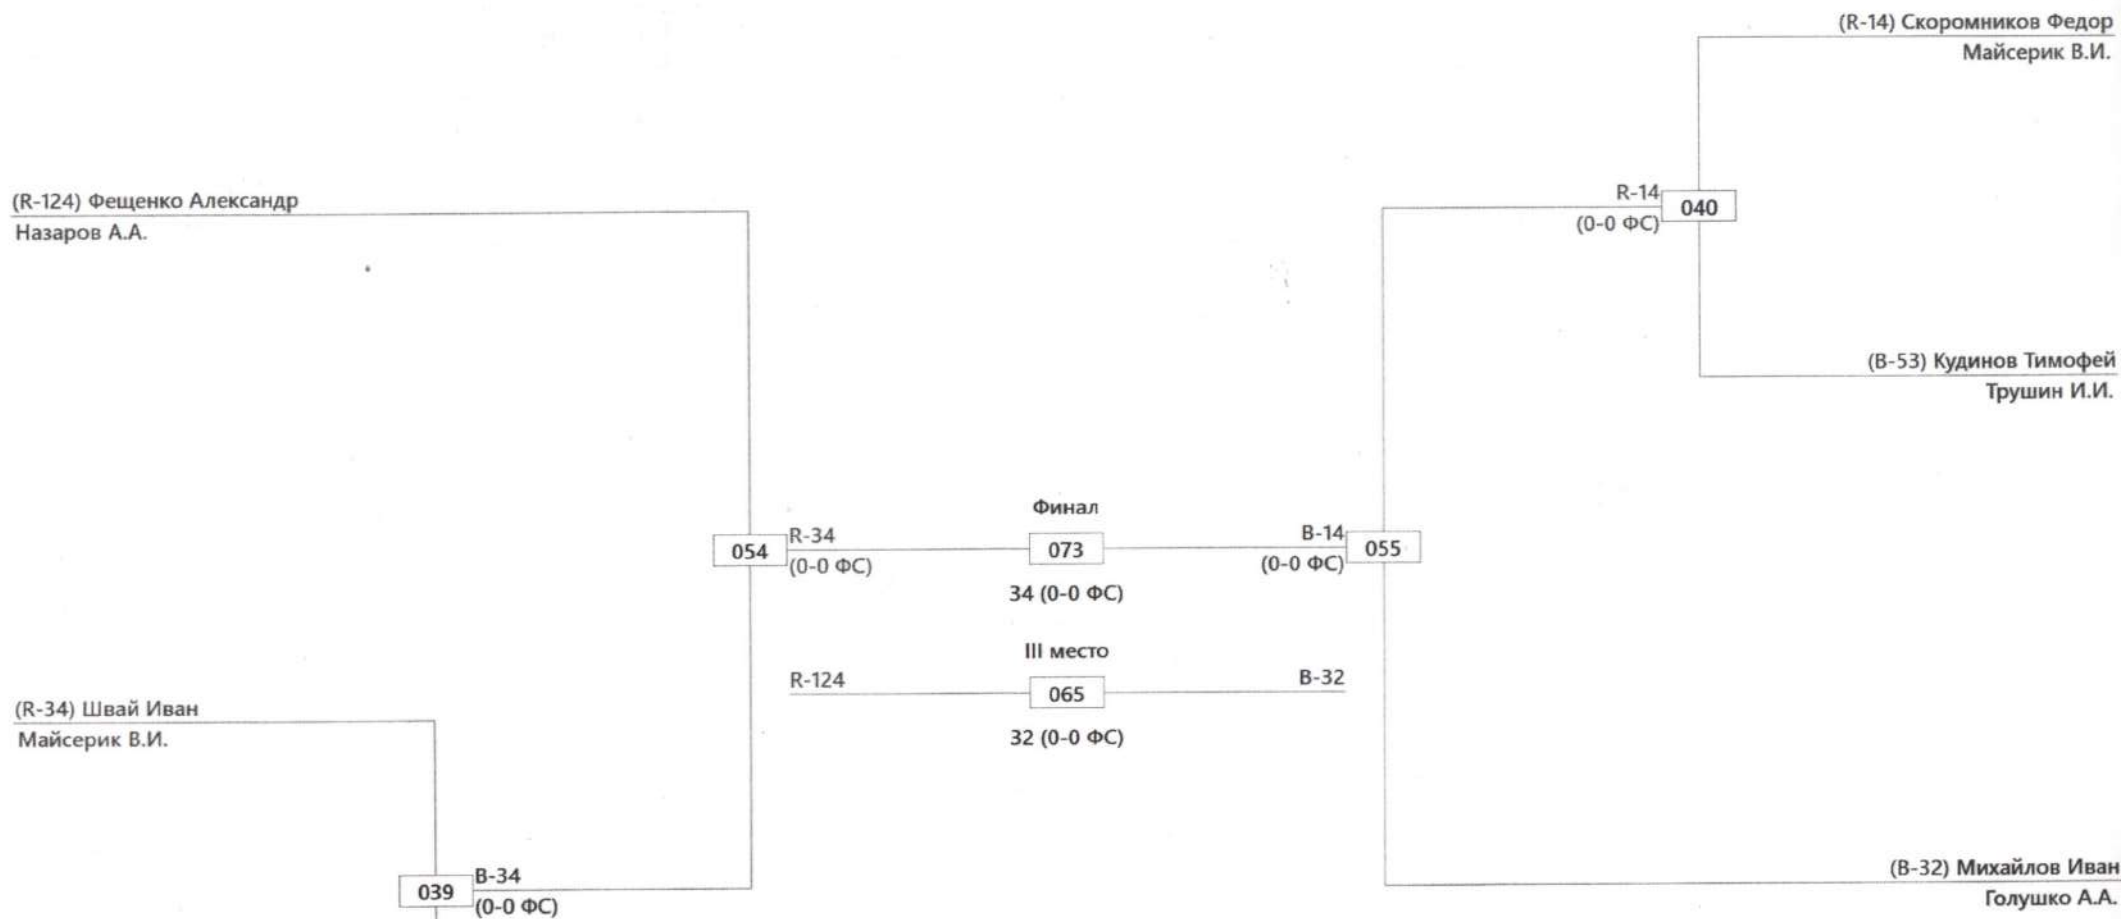 (R-14) Скоромников Федор
Майсерик В.И.
(R-124) Фещенко Александр
Назаров А.А.
R-14
(0-0 ФС)
040
(B-53) Кудинов Тимофей
Трушин И.И.
Финал
054
R-34
(0-0 ФС)
073
B-14
(0-0 ФС)
055
34 (0-0 ФС)
III место
R-124
065
B-32
32 (0-0 ФС)
(R-34) Швай Иван
Майсерик В.И.
039
B-34
(0-0 ФС)
(B-32) Михайлов Иван
Голушко А.А.